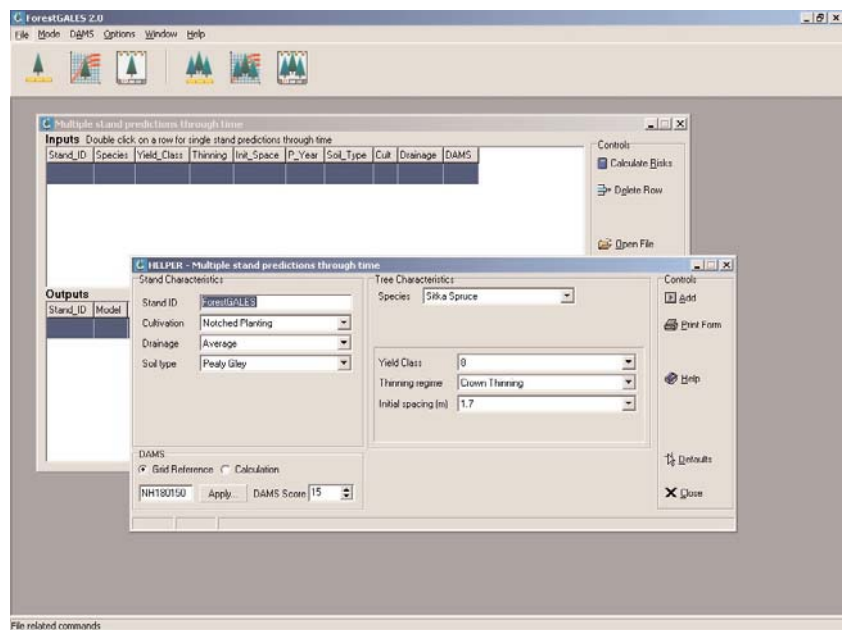 ForestGALES 2.0
File Mode DAMS Options Window Help
Multiple stand predictions through time
Inputs Double click on a row for single stand predictions through time
Stand_ID Species Yield_Class Thinning Init_Space P_Year Soil_Type Cult Drainage DAMS
Controls
Calculate Risks
Delete Row
Open File
Outputs
Stand_ID Model
HELPER - Multiple stand predictions through time
Stand Characteristics
Stand ID ForestGALES
Cultivation Notched Planting
Drainage Average
Soil type Peaty Gley
Tree Characteristics
Species Sitka Spruce
Yield Class 8
Thinning regime Crown Thinning
Initial spacing (m) 1.7
Controls
Add
Print Form
Help
Defaults
Close
DAMS
Grid Reference Calculation
NH180150 Apply... DAMS Score 15
File related commands